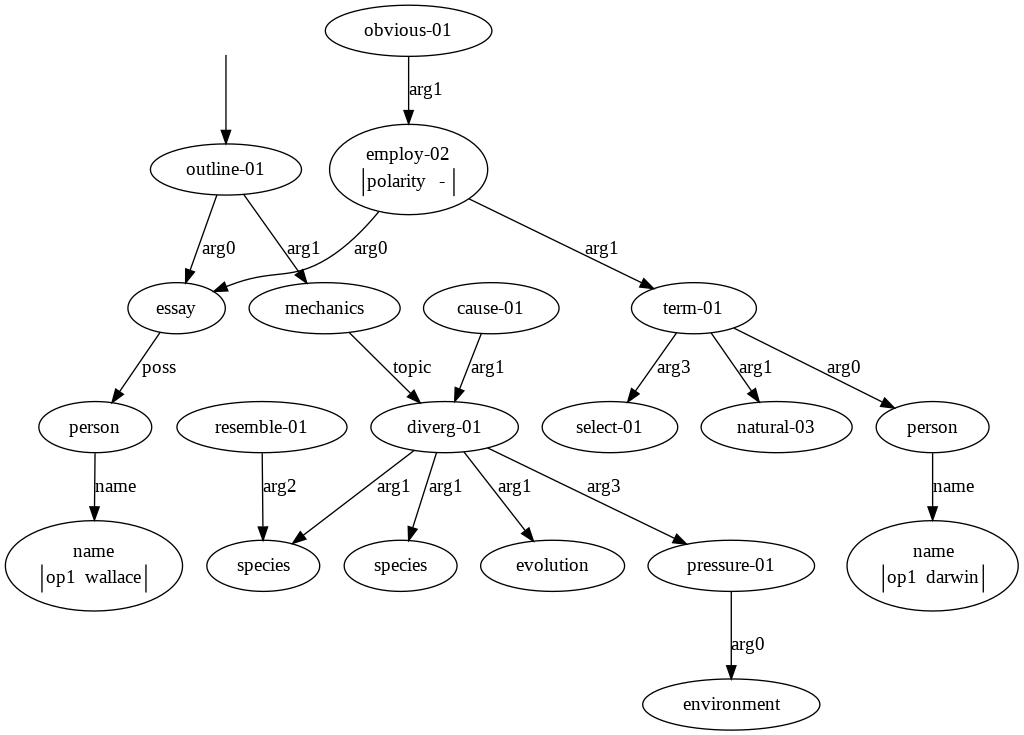 obvious-01
arg1
employ-02
polarity -
outline-01
arg0
arg1
arg0
arg1
essay
mechanics
cause-01
term-01
poss
topic
arg1
arg3
arg1
arg0
person
resemble-01
diverg-01
select-01
natural-03
person
name
arg2
arg1
arg1
arg1
arg3
name
name
op1 wallace
species
species
evolution
pressure-01
name
op1 darwin
arg0
environment